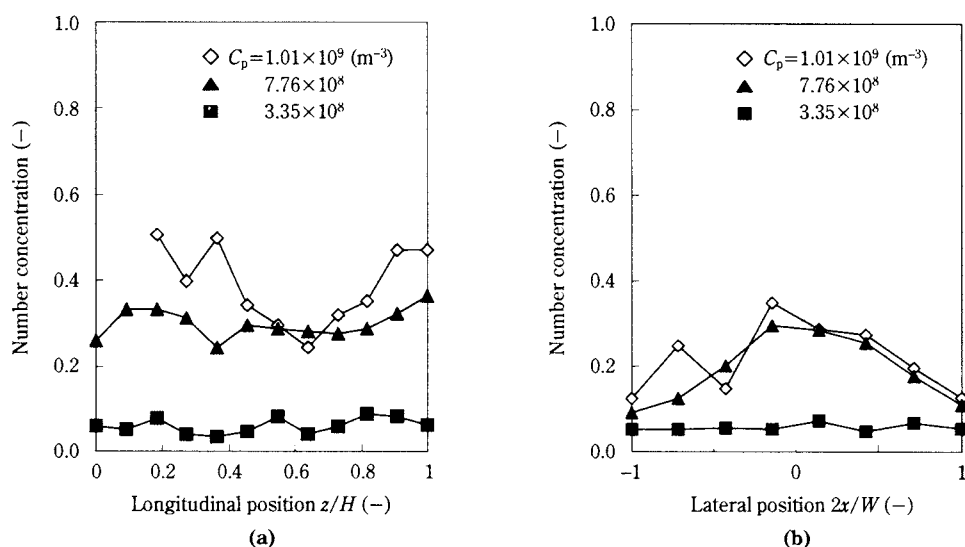 1.0
0.8
0.6
0.4
0.2
0.0
Number concentration (−)
Cp=1.01×10⁹ (m⁻³)
7.76×10⁸
3.35×10⁸
0 0.2 0.4 0.6 0.8 1
Longitudinal position z/H (−)
(a)
1.0
0.8
0.6
0.4
0.2
0.0
Number concentration (−)
Cp=1.01×10⁹ (m⁻³)
7.76×10⁸
3.35×10⁸
−1 0 1
Lateral position 2x/W (−)
(b)